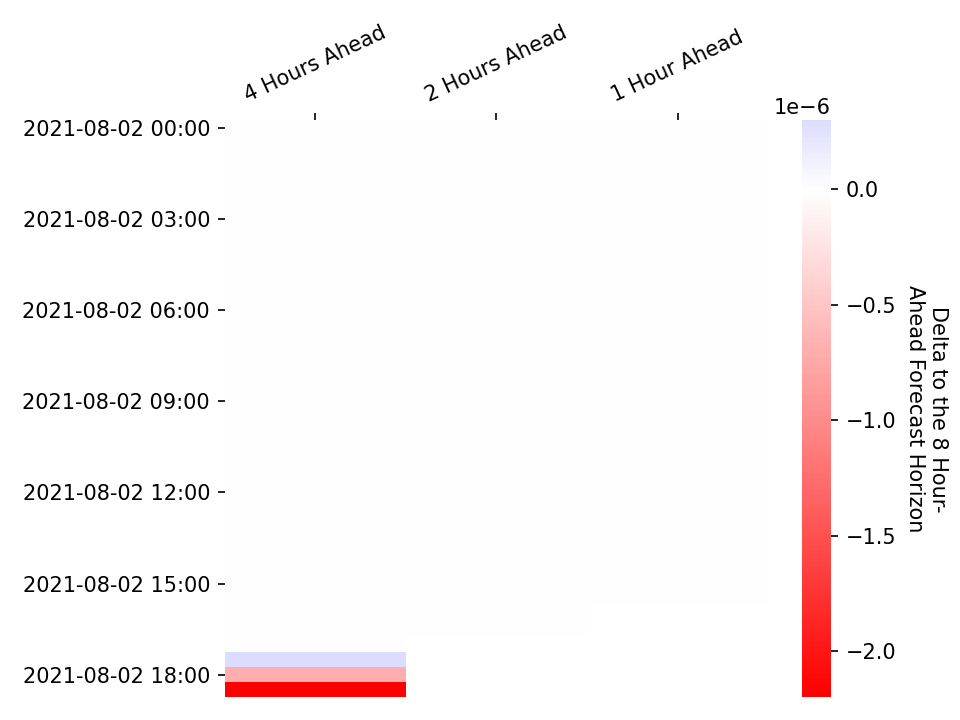 4 Hours Ahead
2 Hours Ahead
1 Hour Ahead
1e−6
2021-08-02 00:00
2021-08-02 03:00
2021-08-02 06:00
2021-08-02 09:00
2021-08-02 12:00
2021-08-02 15:00
2021-08-02 18:00
0.0
−0.5
−1.0
−1.5
−2.0
Delta to the 8 Hour-
Ahead Forecast Horizon